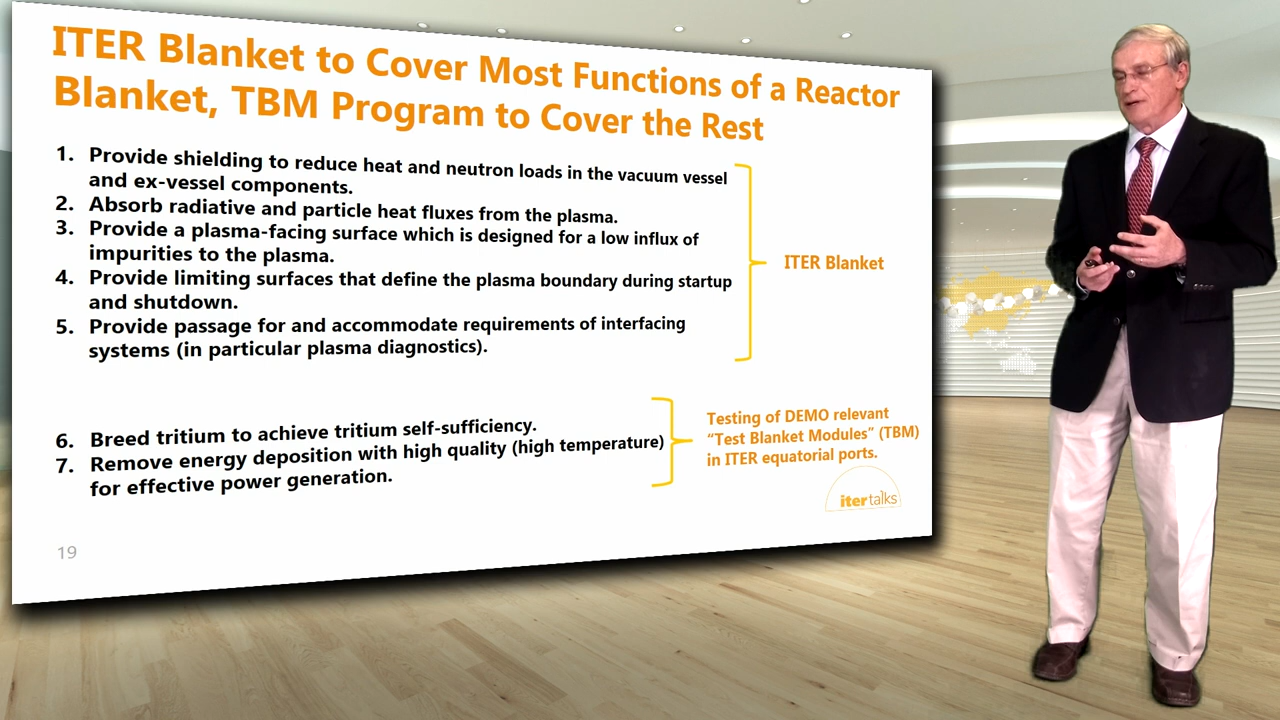 ITER Blanket to Cover Most Functions of a Reactor
Blanket, TBM Program to Cover the Rest
1. Provide shielding to reduce heat and neutron loads in the vacuum vessel
and ex-vessel components.
2. Absorb radiative and particle heat fluxes from the plasma.
3. Provide a plasma-facing surface which is designed for a low influx of
impurities to the plasma.
4. Provide limiting surfaces that define the plasma boundary during startup
and shutdown.
5. Provide passage for and accommodate requirements of interfacing
systems (in particular plasma diagnostics).
ITER Blanket
6. Breed tritium to achieve tritium self-sufficiency.
7. Remove energy deposition with high quality (high temperature)
for effective power generation.
Testing of DEMO relevant
“Test Blanket Modules” (TBM)
in ITER equatorial ports.
iter talks
19